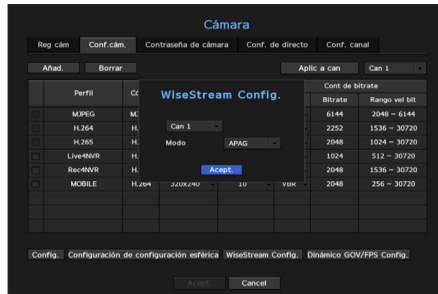 Cámara
Reg cám Conf.cám. Contraseña de cámara Conf. de directo Conf. canal
Añad. Borrar Aplic a can Can 1
Perfil Cont de bitrate
Bitrate Rango vel bit
MJPEG 6144 2048 ~ 6144
H.264 2252 1536 ~ 30720
H.265 2048 1024 ~ 30720
Live4NVR 1024 512 ~ 30720
Rec4NVR 2048 1536 ~ 30720
MOBILE H.264 320x240 10 VBR 2048 256 ~ 30720
WiseStream Config.
Can 1
Modo APAG
Acept.
Config. Configuración de configuración esférica WiseStream Config. Dinámico GOV/FPS Config.
Acept. Cancel